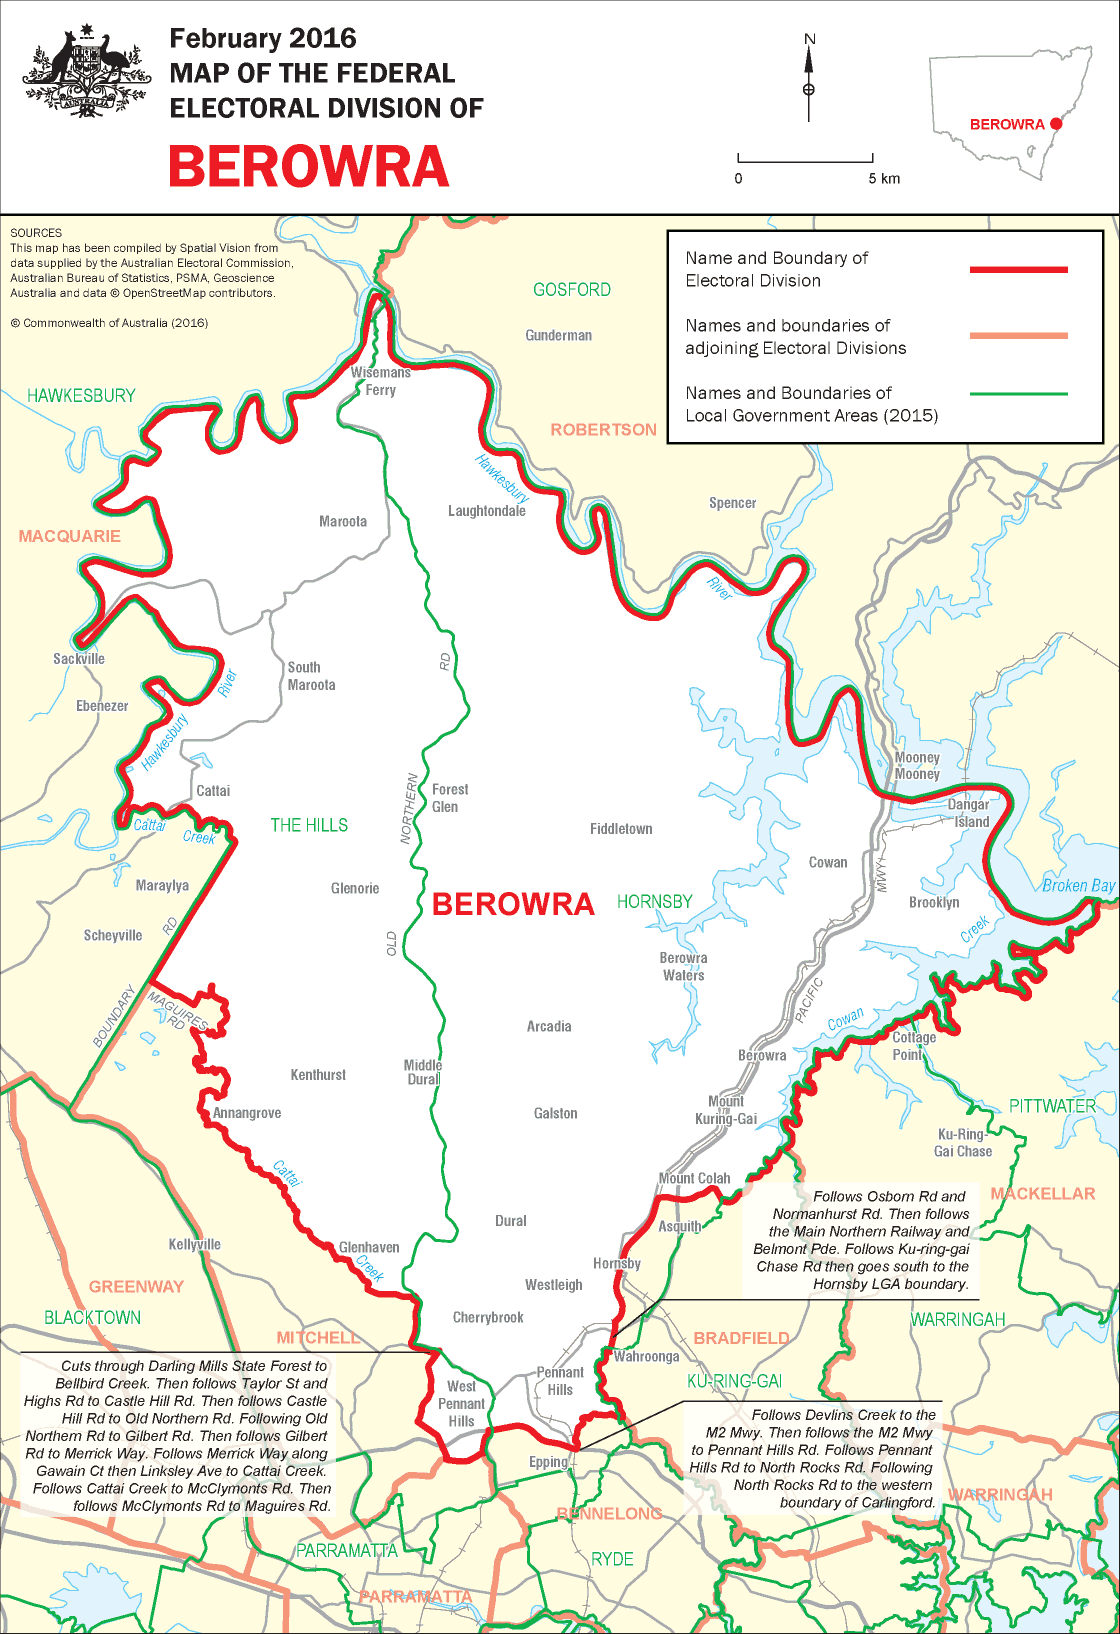 February 2016
MAP OF THE FEDERAL
ELECTORAL DIVISION OF
BEROWRA
AUSTRALIA
N
0
5 km
BEROWRA
SOURCES
This map has been compiled by Spatial Vision from
data supplied by the Australian Electoral Commission,
Australian Bureau of Statistics, PSMA, Geoscience
Australia and data © OpenStreetMap contributors.
© Commonwealth of Australia (2016)
Name and Boundary of
Electoral Division
Names and boundaries of
adjoining Electoral Divisions
Names and Boundaries of
Local Government Areas (2015)
GOSFORD
Gunderman
Wisemans
Ferry
HAWKESBURY
ROBERTSON
Hawkesbury
Spencer
Laughtondale
Maroota
MACQUARIE
River
Sackville
South
Maroota
RD
River
Ebenezer
Hawkesbury
Mooney
Mooney
Cattai
Forest
Glen
NORTHERN
Dangar
Island
Cattai
Creek
THE HILLS
Fiddletown
Cowan
MWY
Maraylya
Glenorie
BEROWRA
HORNSBY
Brooklyn
Broken Bay
Scheyville
RD
OLD
Creek
Berowra
Waters
BOUNDARY
MAGUIRES
RD
PACIFIC
Cowan
Arcadia
Cottage
Point
Berowra
Kenthurst
Middle
Dural
Mount
Kuring-Gai
PITTWATER
Annangrove
Galston
Ku-Ring-
Gai Chase
Cattai
Mount Colah
MACKELLAR
Follows Osborn Rd and
Normanhurst Rd. Then follows
the Main Northern Railway and
Belmont Pde. Follows Ku-ring-gai
Chase Rd then goes south to the
Hornsby LGA boundary.
Dural
Asquith
Kellyville
Glenhaven
Creek
Hornsby
GREENWAY
Westleigh
BLACKTOWN
Cherrybrook
WARRINGAH
MITCHELL
BRADFIELD
Wahroonga
Cuts through Darling Mills State Forest to
Bellbird Creek. Then follows Taylor St and
Highs Rd to Castle Hill Rd. Then follows Castle
Hill Rd to Old Northern Rd. Following Old
Northern Rd to Gilbert Rd. Then follows Gilbert
Rd to Merrick Way. Follows Merrick Way along
Gawain Ct then Linksley Ave to Cattai Creek.
Follows Cattai Creek to McClymonts Rd. Then
follows McClymonts Rd to Maguires Rd.
West
Pennant
Hills
Pennant
Hills
KU-RING-GAI
Follows Devlins Creek to the
M2 Mwy. Then follows the M2 Mwy
to Pennant Hills Rd. Follows Pennant
Hills Rd to North Rocks Rd. Following
North Rocks Rd to the western
boundary of Carlingford.
Epping
WARRINGAH
BENNELONG
PARRAMATTA
RYDE
PARRAMATTA